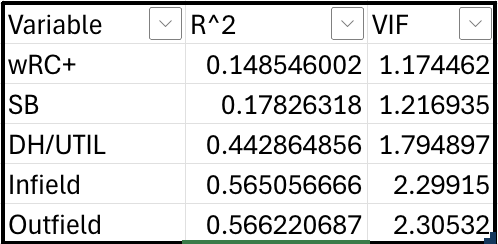 Variable R^2 VIF
wRC+ 0.148546002 1.174462
SB 0.17826318 1.216935
DH/UTIL 0.442864856 1.794897
Infield 0.565056666 2.29915
Outfield 0.566220687 2.30532